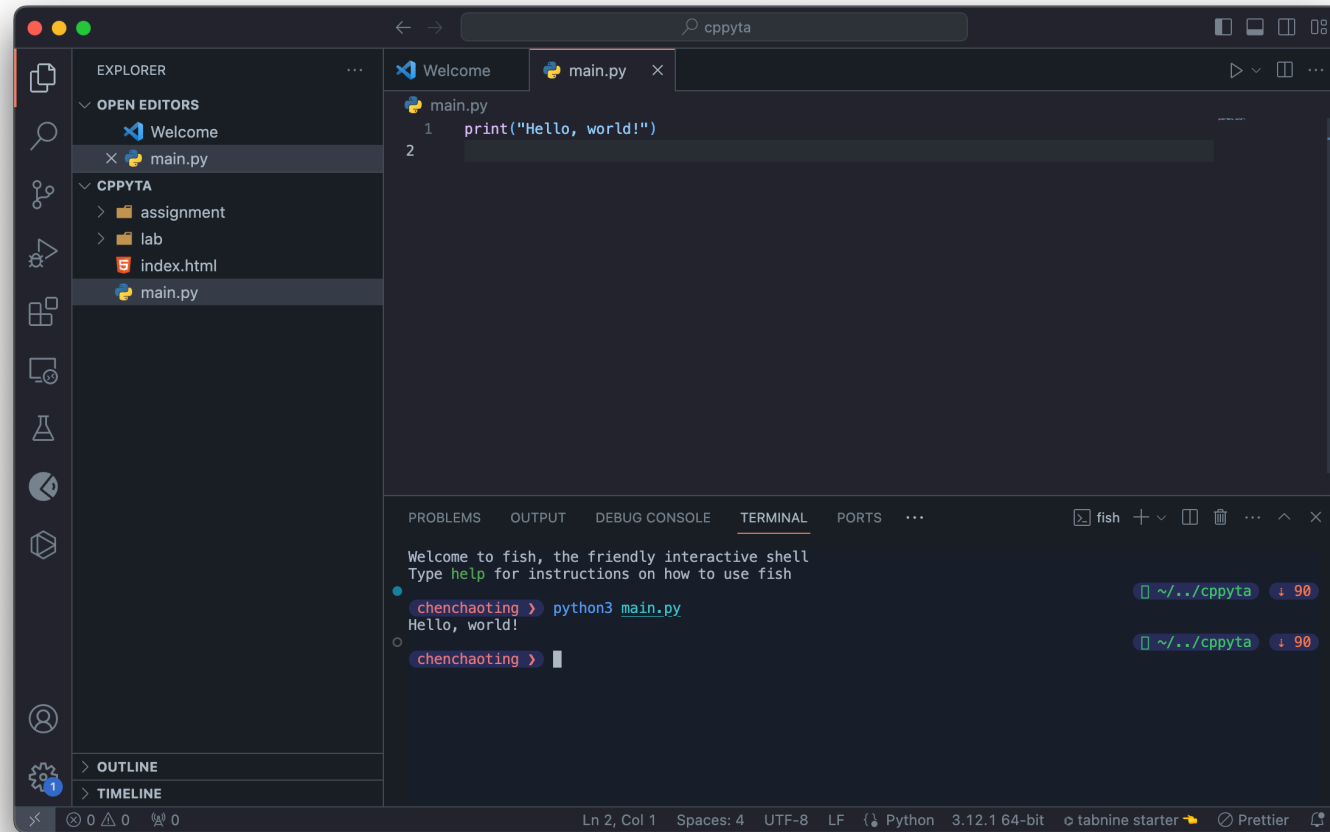 cppyta
EXPLORER
OPEN EDITORS
Welcome
main.py
CPPYTA
assignment
lab
index.html
main.py
OUTLINE
TIMELINE
Welcome
main.py
main.py
1 print("Hello, world!")
2
PROBLEMS OUTPUT DEBUG CONSOLE TERMINAL PORTS ...
fish
Welcome to fish, the friendly interactive shell
Type help for instructions on how to use fish
~/../cppyta ↓ 90
chenchaoting ❯ python3 main.py
Hello, world!
~/../cppyta ↓ 90
chenchaoting ❯
1
0 0 0 Ln 2, Col 1 Spaces: 4 UTF-8 LF Python 3.12.1 64-bit tabnine starter Prettier